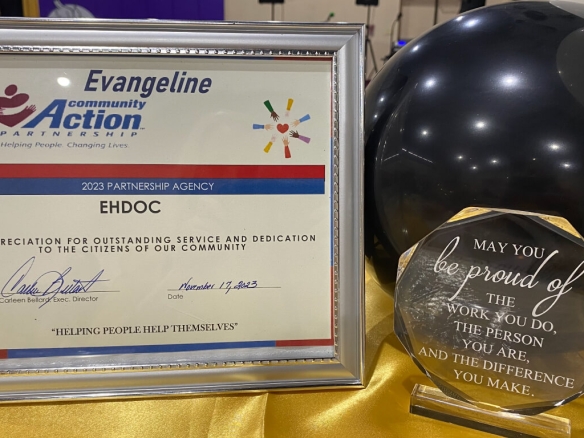 Evangeline
community
Action
PARTNERSHIP
Helping People. Changing Lives.
2023 PARTNERSHIP AGENCY
EHDOC
RECIATION FOR OUTSTANDING SERVICE AND DEDICATION
TO THE CITIZENS OF OUR COMMUNITY
November 17, 2023
Carleen Bellard, Exec. Director
Date
"HELPING PEOPLE HELP THEMSELVES"
MAY YOU
be proud of
THE
WORK YOU DO,
THE PERSON
YOU ARE,
AND THE DIFFERENCE
YOU MAKE.